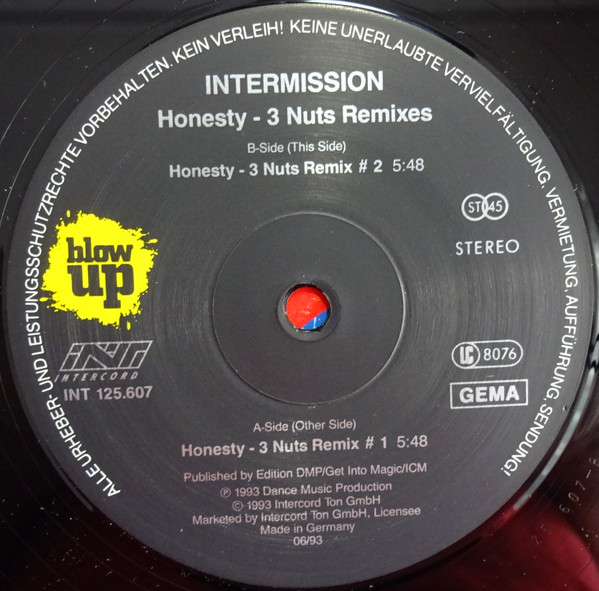 ALLE URHEBER- UND LEISTUNGSSCHUTZRECHTE VORBEHALTEN. KEIN VERLEIH! KEINE UNERLAUBTE VERVIELFÄLTIGUNG, VERMIETUNG, AUFFÜHRUNG, SENDUNG!
INTERMISSION
Honesty - 3 Nuts Remixes
B-Side (This Side)
Honesty - 3 Nuts Remix # 2 5:48
ST 45
STEREO
blow
up
INT
INTERCORD
INT 125.607
LC 8076
GEMA
A-Side (Other Side)
Honesty - 3 Nuts Remix # 1 5:48
Published by Edition DMP/Get Into Magic/ICM
℗ 1993 Dance Music Production
© 1993 Intercord Ton GmbH
Marketed by Intercord Ton GmbH, Licensee
Made in Germany
06/93